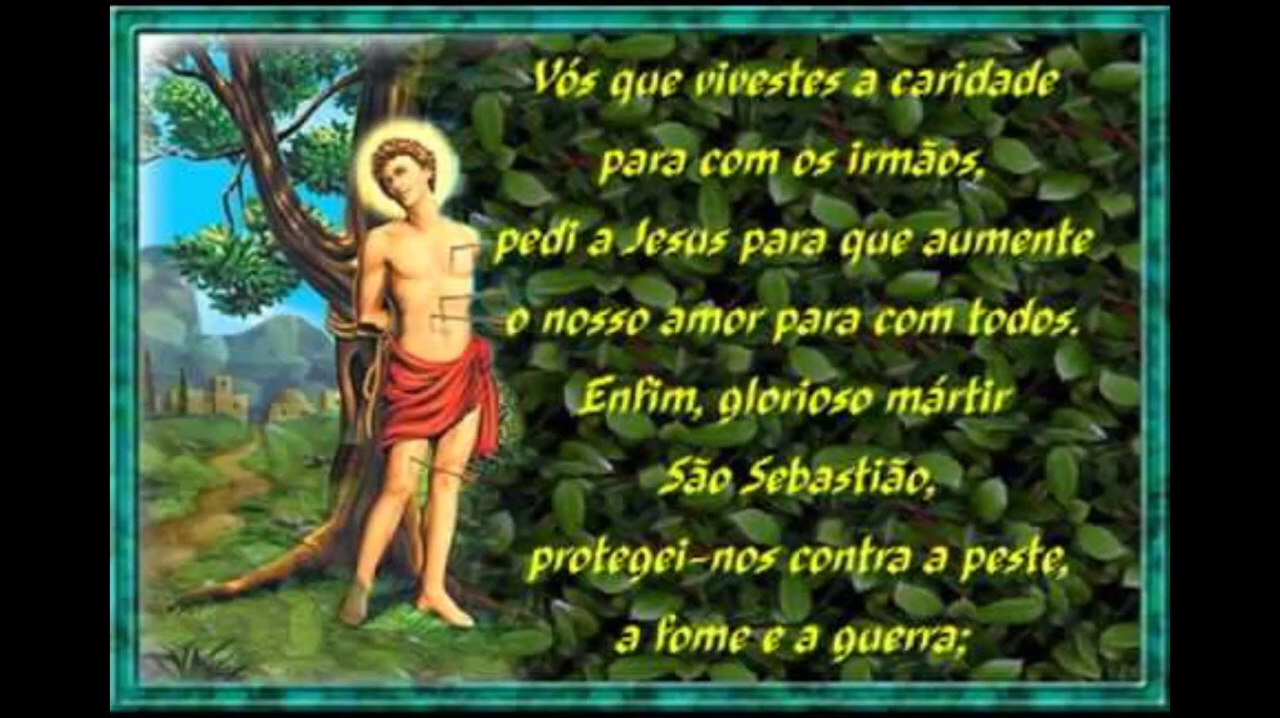 Vós que vivestes a caridade
para com os irmãos,
pedi a Jesus para que aumente
o nosso amor para com todos.
Enfim, glorioso mártir
São Sebastião,
protegei-nos contra a peste,
a fome e a guerra;